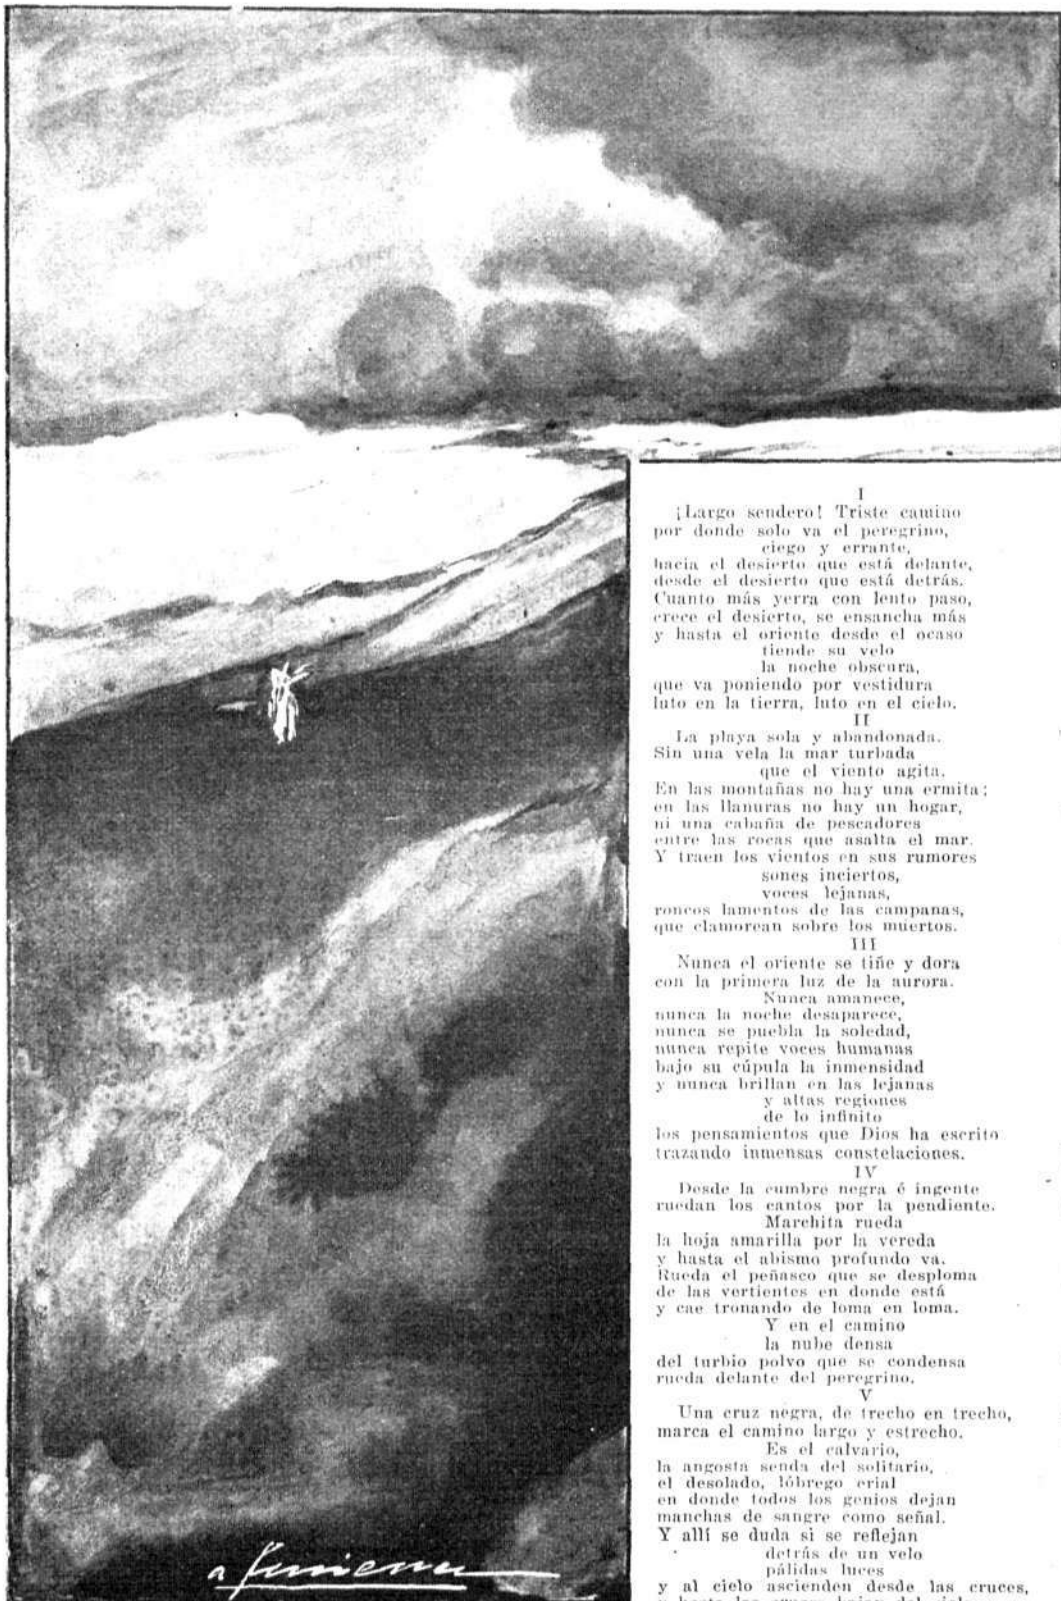 I
¡Largo sendero! Triste camino
por donde solo va el peregrino,
ciego y errante,
hacia el desierto que está delante,
desde el desierto que está detrás.
Cuanto más yerra con lento paso,
crece el desierto, se ensancha más
y hasta el oriente desde el ocaso
tiende su velo
la noche obscura,
que va poniendo por vestidura
luto en la tierra, luto en el cielo.
II
La playa sola y abandonada.
Sin una vela la mar turbada
que el viento agita.
En las montañas no hay una ermita;
en las llanuras no hay un hogar,
ni una cabaña de pescadores
entre las rocas que asalta el mar.
Y traen los vientos en sus rumores
sones inciertos,
voces lejanas,
roncos lamentos de las campanas,
que clamorean sobre los muertos.
III
Nunca el oriente se tiñe y dora
con la primera luz de la aurora.
Nunca amanece,
nunca la noche desaparece,
nunca se puebla la soledad,
nunca repite voces humanas
bajo su cúpula la inmensidad
y nunca brillan en las lejanas
y altas regiones
de lo infinito
los pensamientos que Dios ha escrito
trazando inmensas constelaciones.
IV
Desde la cumbre negra é ingente
ruedan los cantos por la pendiente.
Marchita rueda
la hoja amarilla por la vereda
y hasta el abismo profundo va.
Rueda el peñasco que se desploma
de las vertientes en donde está
y cae tronando de loma en loma.
Y en el camino
la nube densa
del turbio polvo que se condensa
rueda delante del peregrino.
V
Una cruz negra, de trecho en trecho,
marca el camino largo y estrecho.
Es el calvario,
la angosta senda del solitario,
el desolado, lóbrego erial
en donde todos los genios dejan
manchas de sangre como señal.
Y allí se duda si se reflejan
detrás de un velo
pálidas luces
y al cielo ascienden desde las cruces,